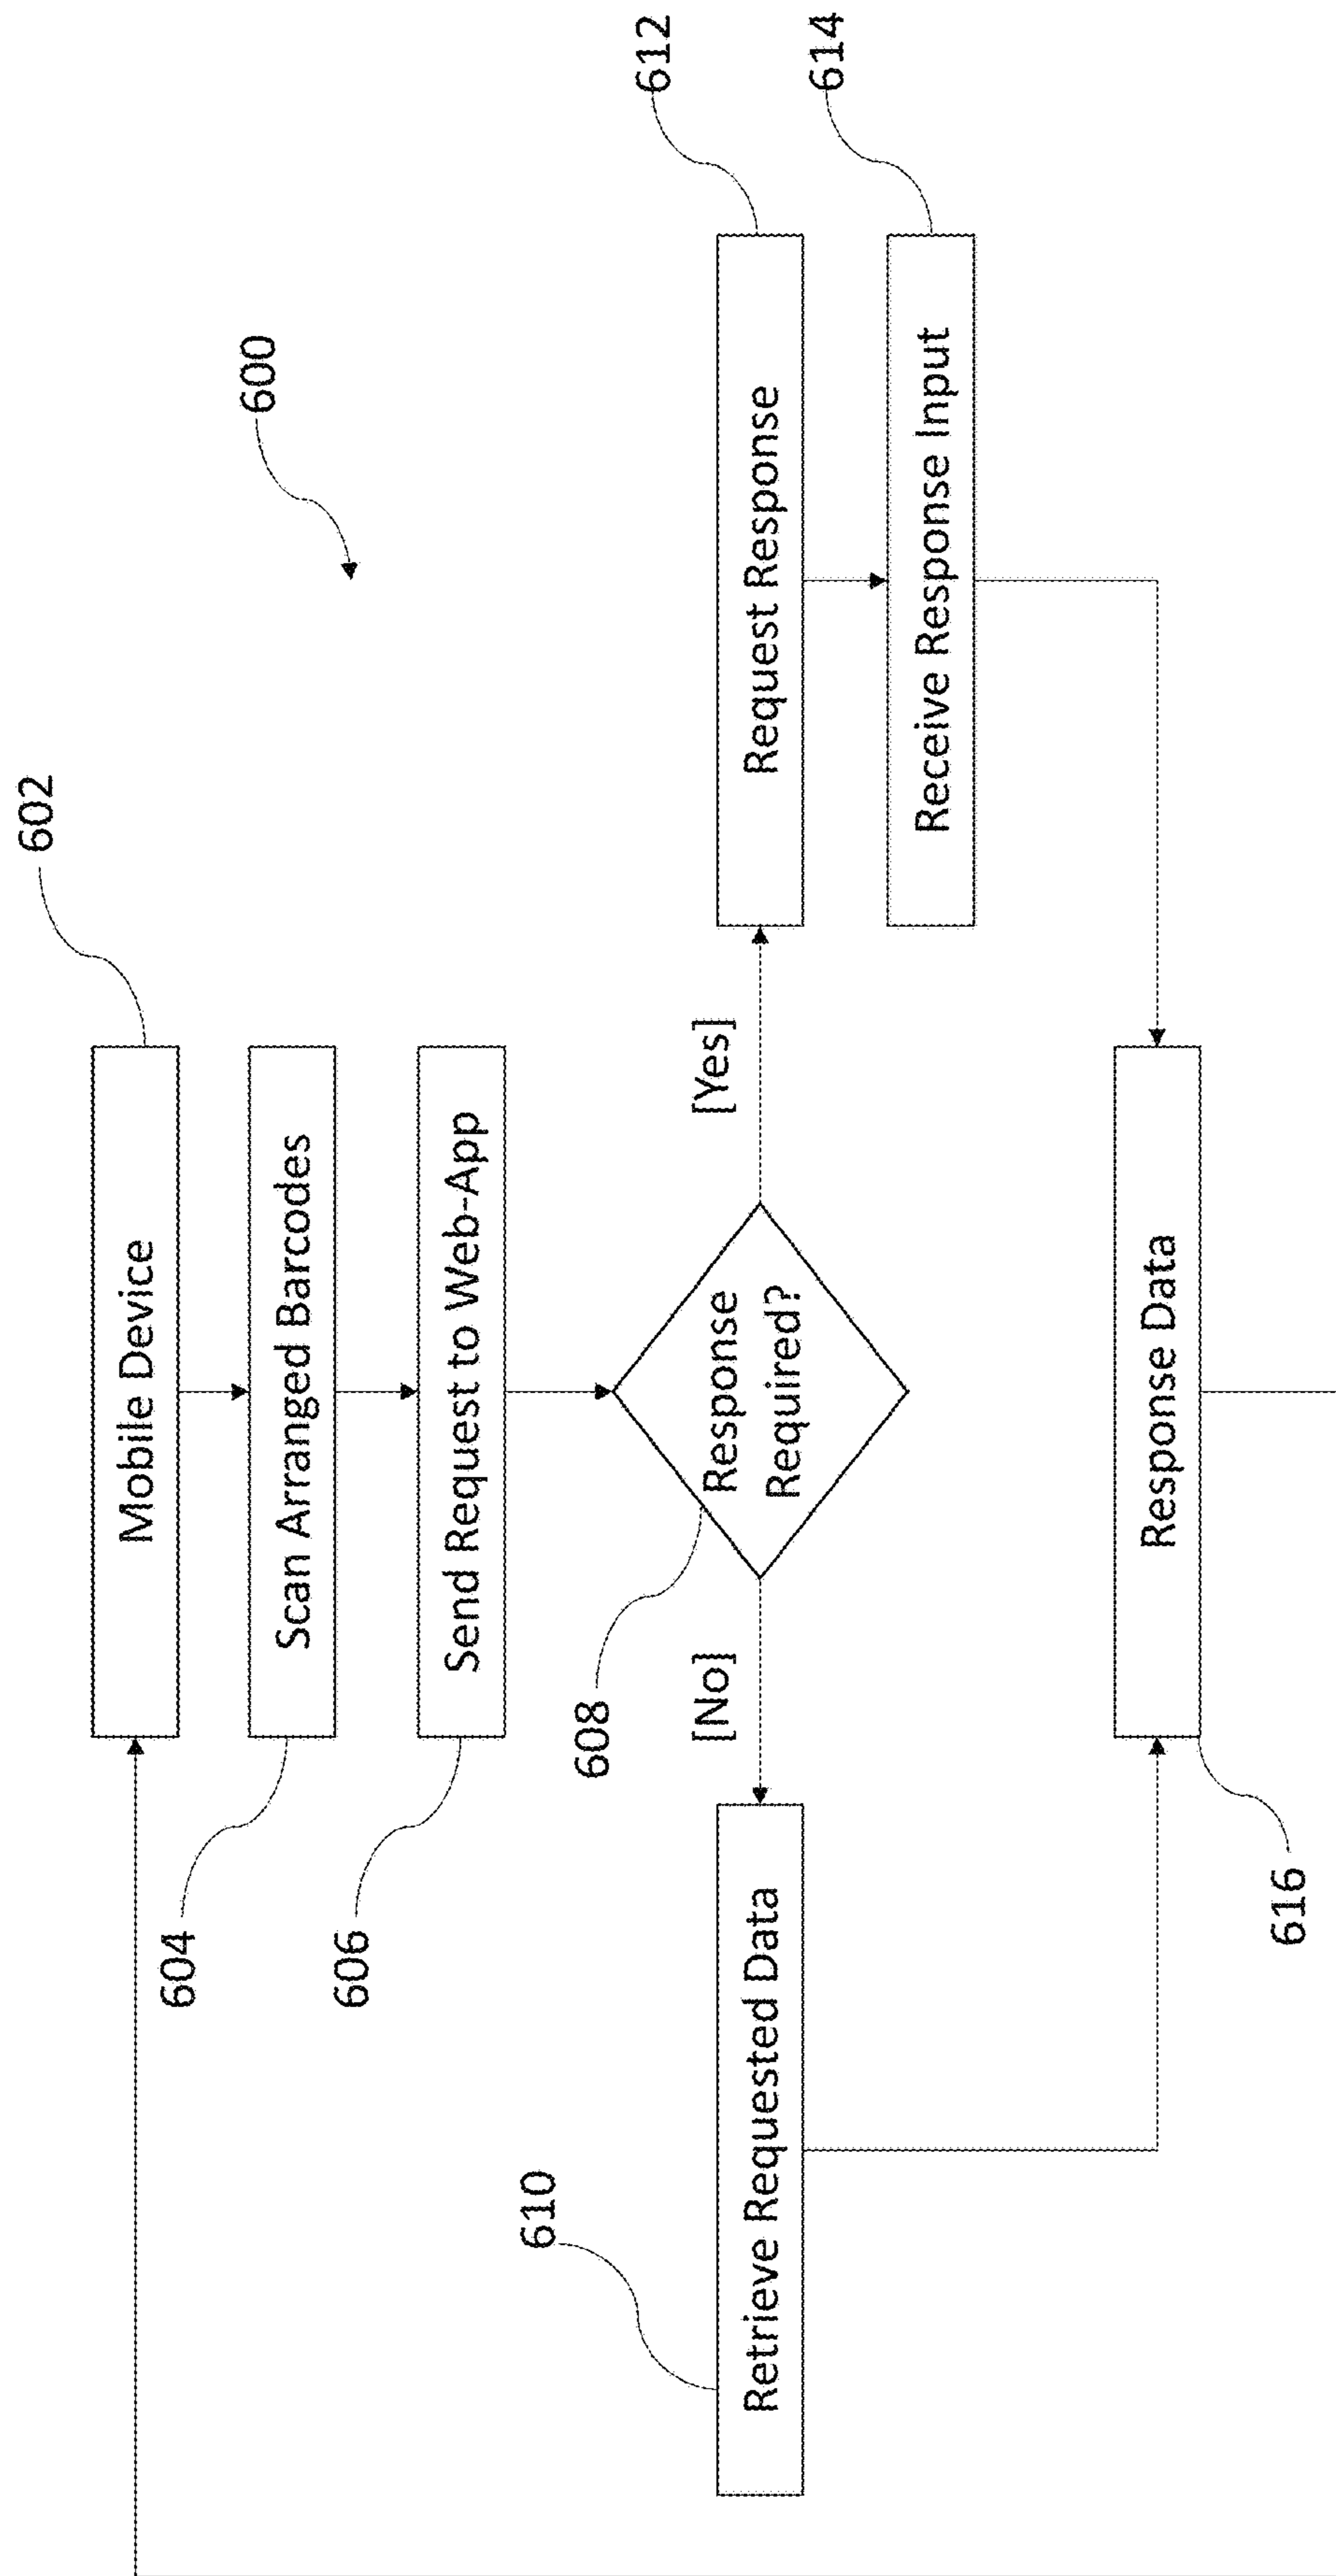 600
602
Mobile Device
604
Scan Arranged Barcodes
606
Send Request to Web-App
608
Response
Required?
[No]
[Yes]
610
Retrieve Requested Data
612
Request Response
614
Receive Response Input
616
Response Data